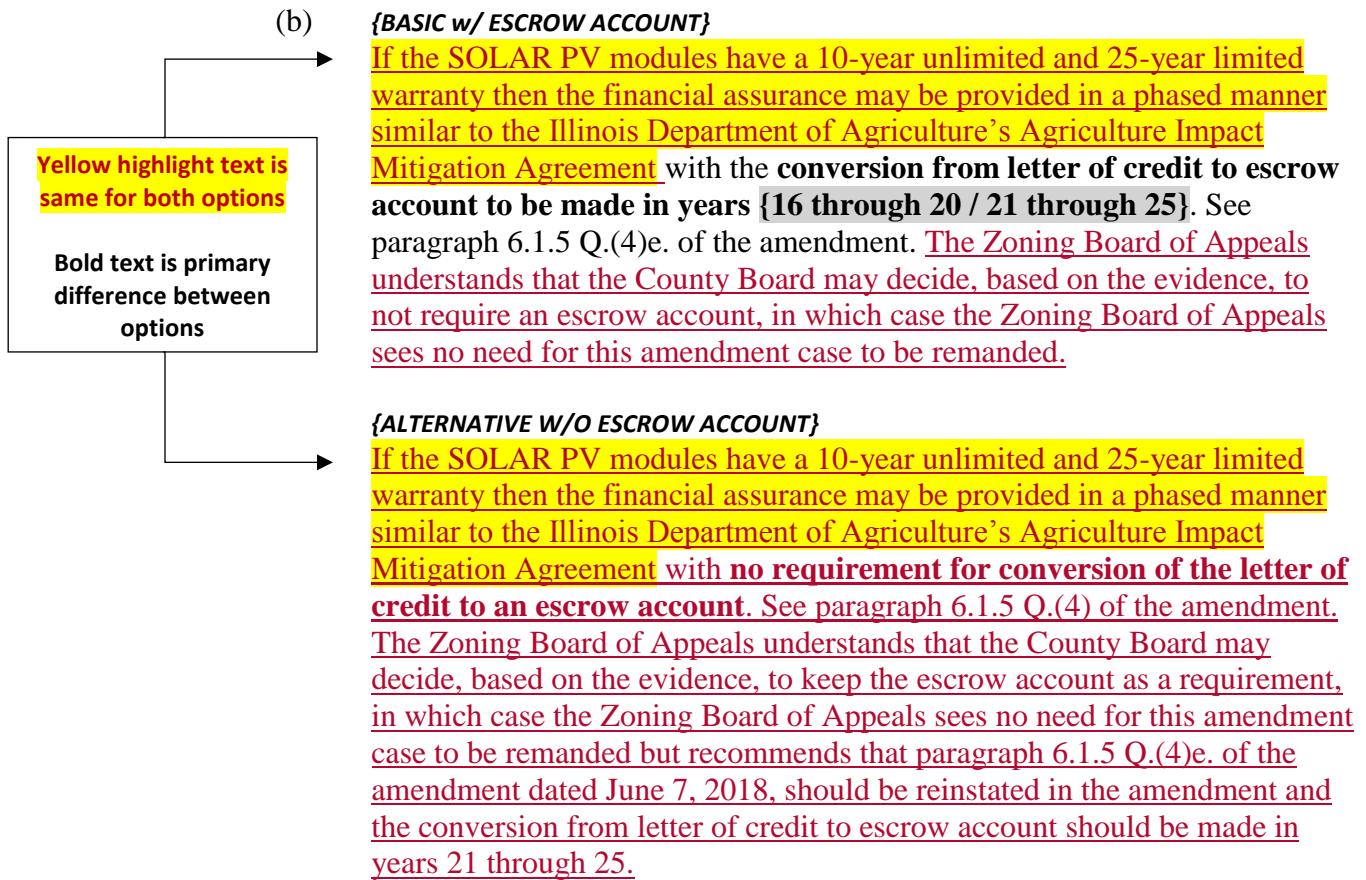 (b)
{BASIC w/ ESCROW ACCOUNT}
If the SOLAR PV modules have a 10-year unlimited and 25-year limited
warranty then the financial assurance may be provided in a phased manner
similar to the Illinois Department of Agriculture’s Agriculture Impact
Mitigation Agreement with the conversion from letter of credit to escrow
account to be made in years {16 through 20 / 21 through 25}. See
paragraph 6.1.5 Q.(4)e. of the amendment. The Zoning Board of Appeals
understands that the County Board may decide, based on the evidence, to
not require an escrow account, in which case the Zoning Board of Appeals
sees no need for this amendment case to be remanded.
Yellow highlight text is
same for both options
Bold text is primary
difference between
options
{ALTERNATIVE W/O ESCROW ACCOUNT}
If the SOLAR PV modules have a 10-year unlimited and 25-year limited
warranty then the financial assurance may be provided in a phased manner
similar to the Illinois Department of Agriculture’s Agriculture Impact
Mitigation Agreement with no requirement for conversion of the letter of
credit to an escrow account. See paragraph 6.1.5 Q.(4) of the amendment.
The Zoning Board of Appeals understands that the County Board may
decide, based on the evidence, to keep the escrow account as a requirement,
in which case the Zoning Board of Appeals sees no need for this amendment
case to be remanded but recommends that paragraph 6.1.5 Q.(4)e. of the
amendment dated June 7, 2018, should be reinstated in the amendment and
the conversion from letter of credit to escrow account should be made in
years 21 through 25.